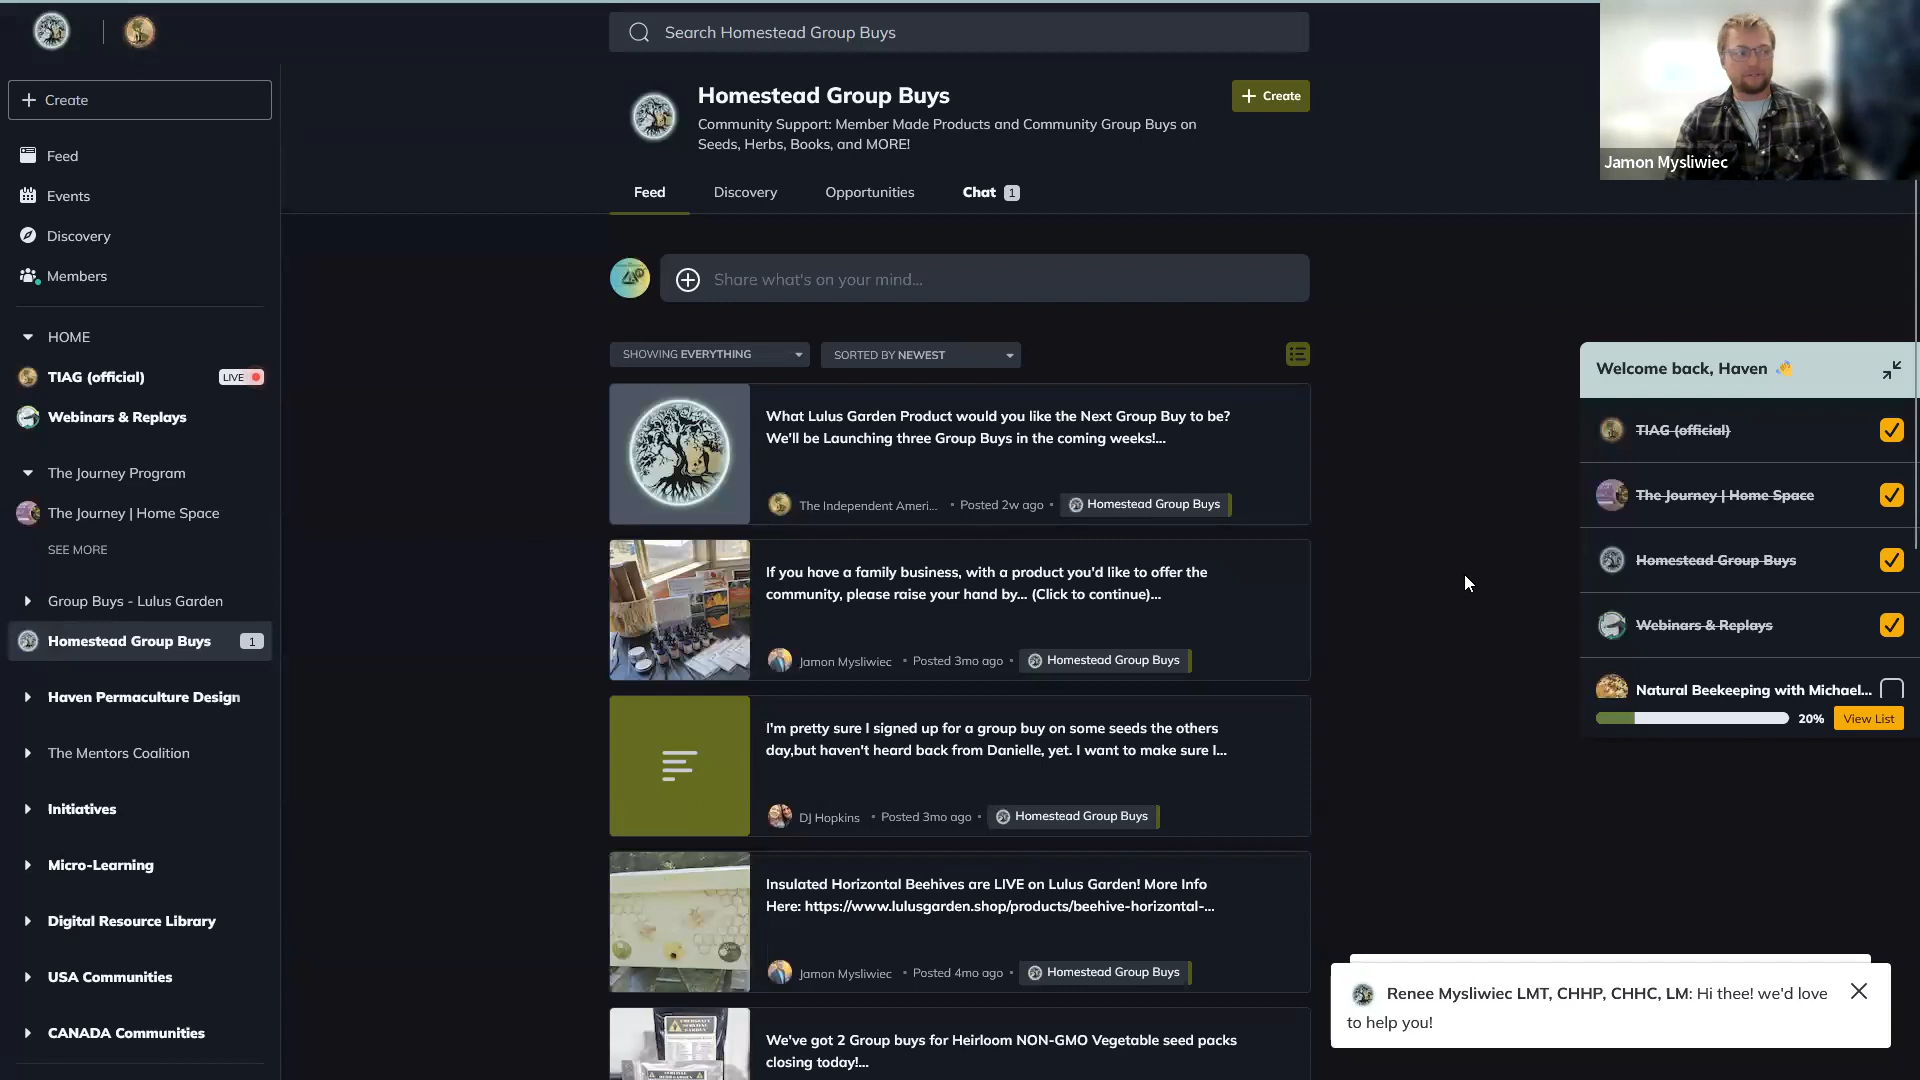 Search Homestead Group Buys
Create
Feed
Events
Discovery
Members
HOME
TIAG (official)
LIVE
Webinars & Replays
The Journey Program
The Journey | Home Space
SEE MORE
Group Buys - Lulus Garden
Homestead Group Buys
1
Haven Permaculture Design
The Mentors Coalition
Initiatives
Micro-Learning
Digital Resource Library
USA Communities
CANADA Communities
Homestead Group Buys
Community Support: Member Made Products and Community Group Buys on
Seeds, Herbs, Books, and MORE!
Create
Feed Discovery Opportunities Chat 1
Share what's on your mind...
SHOWING EVERYTHING
SORTED BY NEWEST
What Lulus Garden Product would you like the Next Group Buy to be?
We'll be Launching three Group Buys in the coming weeks!...
The Independent Ameri... • Posted 2w ago • Homestead Group Buys
If you have a family business, with a product you'd like to offer the
community, please raise your hand by... (Click to continue)...
Jamon Mysliwiec • Posted 3mo ago • Homestead Group Buys
I'm pretty sure I signed up for a group buy on some seeds the others
day,but haven't heard back from Danielle, yet. I want to make sure I...
DJ Hopkins • Posted 3mo ago • Homestead Group Buys
Insulated Horizontal Beehives are LIVE on Lulus Garden! More Info
Here: https://www.lulusgarden.shop/products/beehive-horizontal-...
Jamon Mysliwiec • Posted 4mo ago • Homestead Group Buys
We've got 2 Group buys for Heirloom NON-GMO Vegetable seed packs
closing today!...
Jamon Mysliwiec
Welcome back, Haven 👋
TIAG (official)
The Journey | Home Space
Homestead Group Buys
Webinars & Replays
Natural Beekeeping with Michael...
20%
View List
Renee Mysliwiec LMT, CHHP, CHHC, LM: Hi thee! we'd love
to help you!